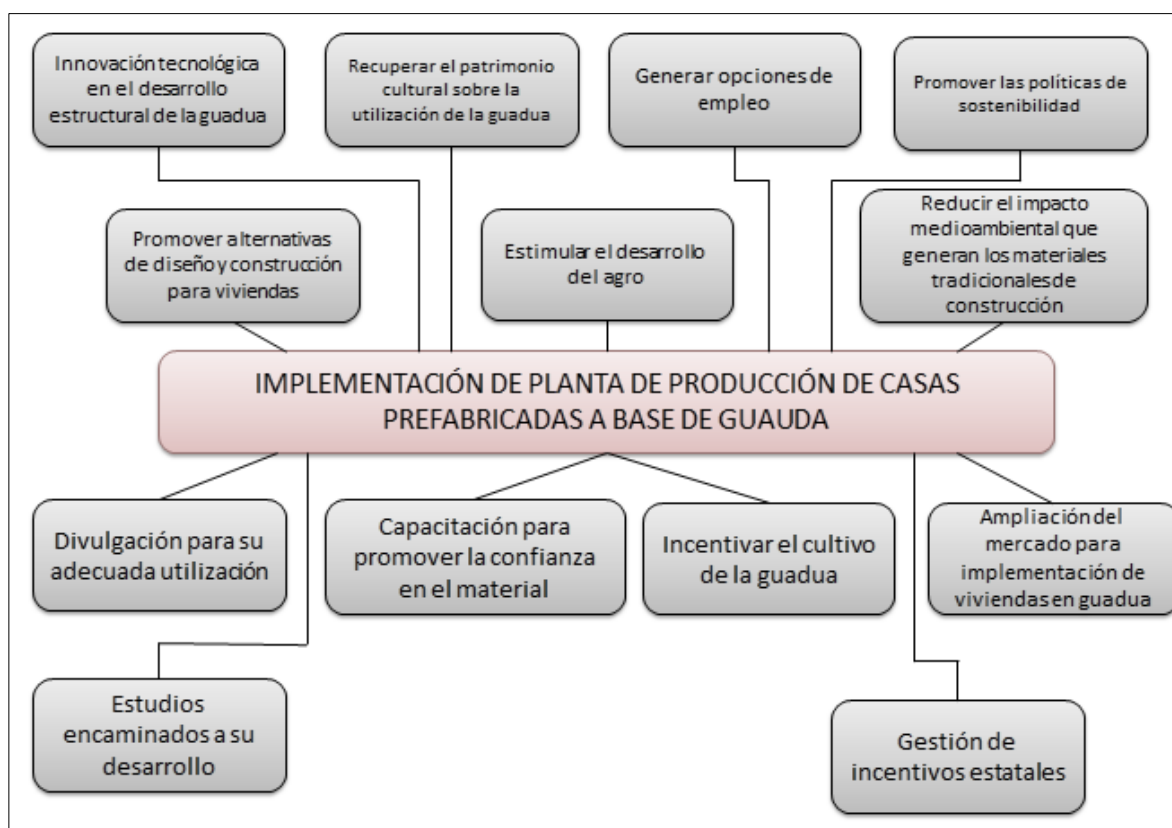 Innovación tecnológica
en el desarrollo
estructural de la guadua
Recuperar el patrimonio
cultural sobre la
utilización de la guadua
Generar opciones de
empleo
Promover las políticas de
sostenibilidad
Promover alternativas
de diseño y construcción
para viviendas
Estimular el desarrollo
del agro
Reducir el impacto
medioambiental que
generan los materiales
tradicionales de
construcción
IMPLEMENTACIÓN DE PLANTA DE PRODUCCIÓN DE CASAS
PREFABRICADAS A BASE DE GUAUDA
Divulgación para su
adecuada utilización
Capacitación para
promover la confianza
en el material
Incentivar el cultivo
de la guadua
Ampliación del
mercado para
implementación de
viviendas en guadua
Estudios
encaminados a su
desarrollo
Gestión de
incentivos estatales